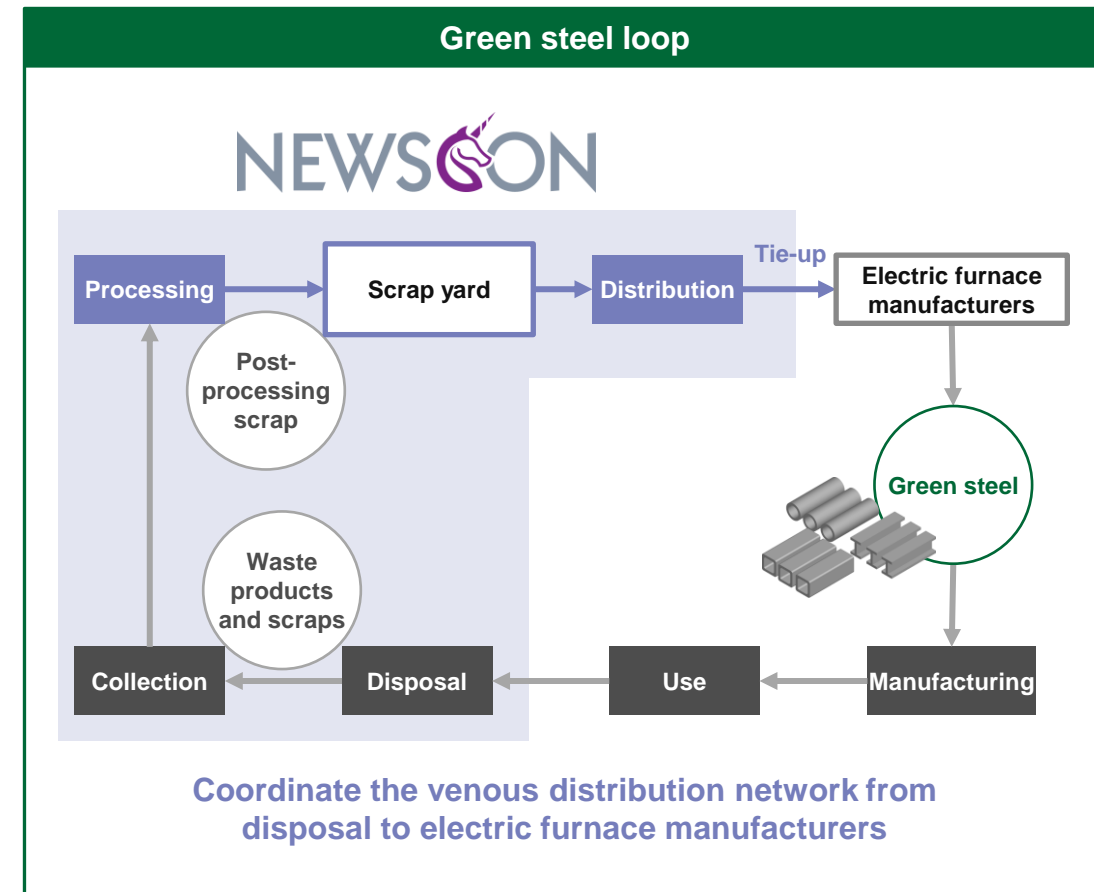 Green steel loop
NEWSCON
Tie-up
Processing
Scrap yard
Distribution
Electric furnace
manufacturers
Post-
processing
scrap
Green steel
Waste
products
and scraps
Collection
Disposal
Use
Manufacturing
Coordinate the venous distribution network from
disposal to electric furnace manufacturers